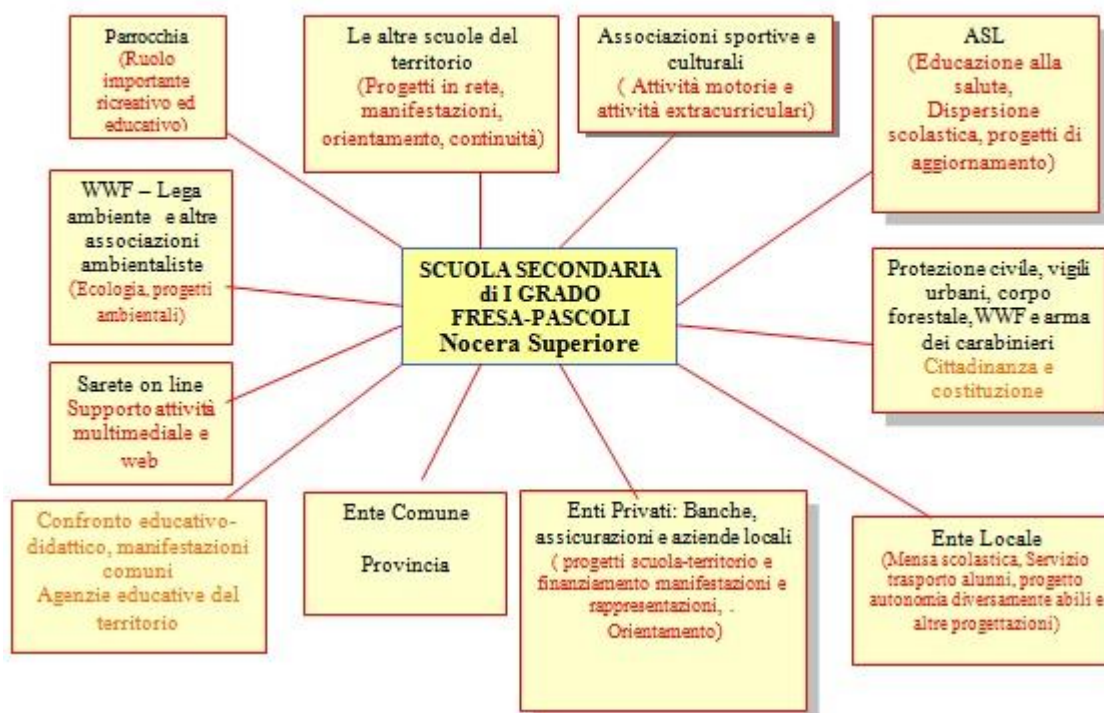 Parrocchia
(Ruolo
importante
ricreativo ed
educativo)
Le altre scuole del
territorio
(Progetti in rete,
manifestazioni,
orientamento, continuità)
Associazioni sportive e
culturali
( Attività motorie e
attività extracurriculari)
ASL
(Educazione alla
salute,
Dispersione
scolastica, progetti di
aggiornamento)
WWF – Lega
ambiente e altre
associazioni
ambientaliste
(Ecologia, progetti
ambientali)
SCUOLA SECONDARIA
di I GRADO
FRESA-PASCOLI
Nocera Superiore
Protezione civile, vigili
urbani, corpo
forestale,WWF e arma
dei carabinieri
Cittadinanza e
costituzione
Sarete on line
Supporto attività
multimediale e
web
Confronto educativo-
didattico, manifestazioni
comuni
Agenzie educative del
territorio
Ente Comune
Provincia
Enti Privati: Banche,
assicurazioni e aziende locali
( progetti scuola-territorio e
finanziamento manifestazioni e
rappresentazioni, .
Orientamento)
Ente Locale
(Mensa scolastica, Servizio
trasporto alunni, progetto
autonomia diversamente abili e
altre progettazioni)